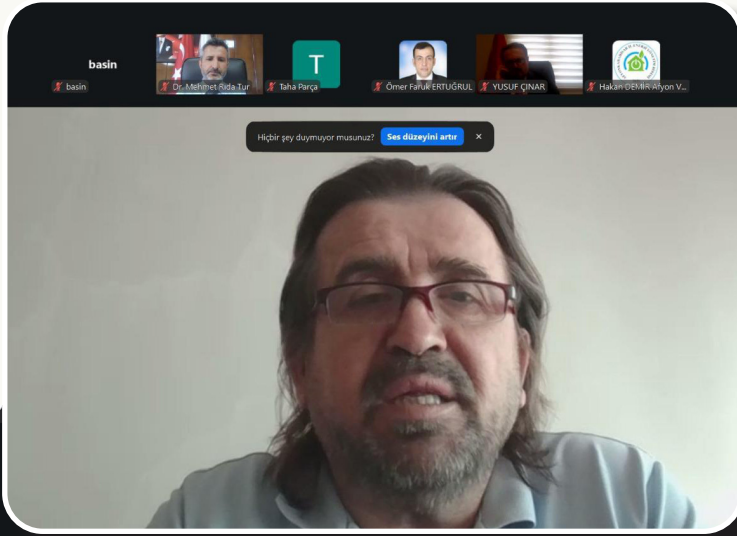 basin
basin
Dr. Mehmet Rida Tur
T
Taha Parça
Ömer Faruk ERTUĞRUL
YUSUF ÇINAR
Hakan DEMİR Afyon V...
Hiçbir şey duymuyor musunuz? Ses düzeyini artır